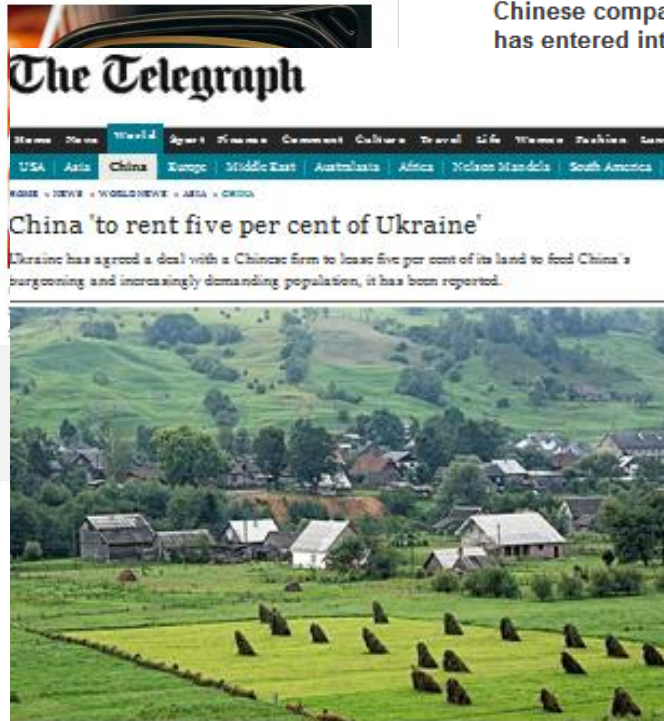 Chinese compa
has entered int
The Telegraph
Home News World Sport Finance Comment Culture Travel Life Women Fashion Luxu
USA Asia China Europe Middle East Australasia Africa Nelson Mandela South America
HOME » NEWS » WORLD NEWS » ASIA » CHINA
China 'to rent five per cent of Ukraine'
Ukraine has agreed a deal with a Chinese firm to lease five per cent of its land to feed China's
burgeoning and increasingly demanding population, it has been reported.